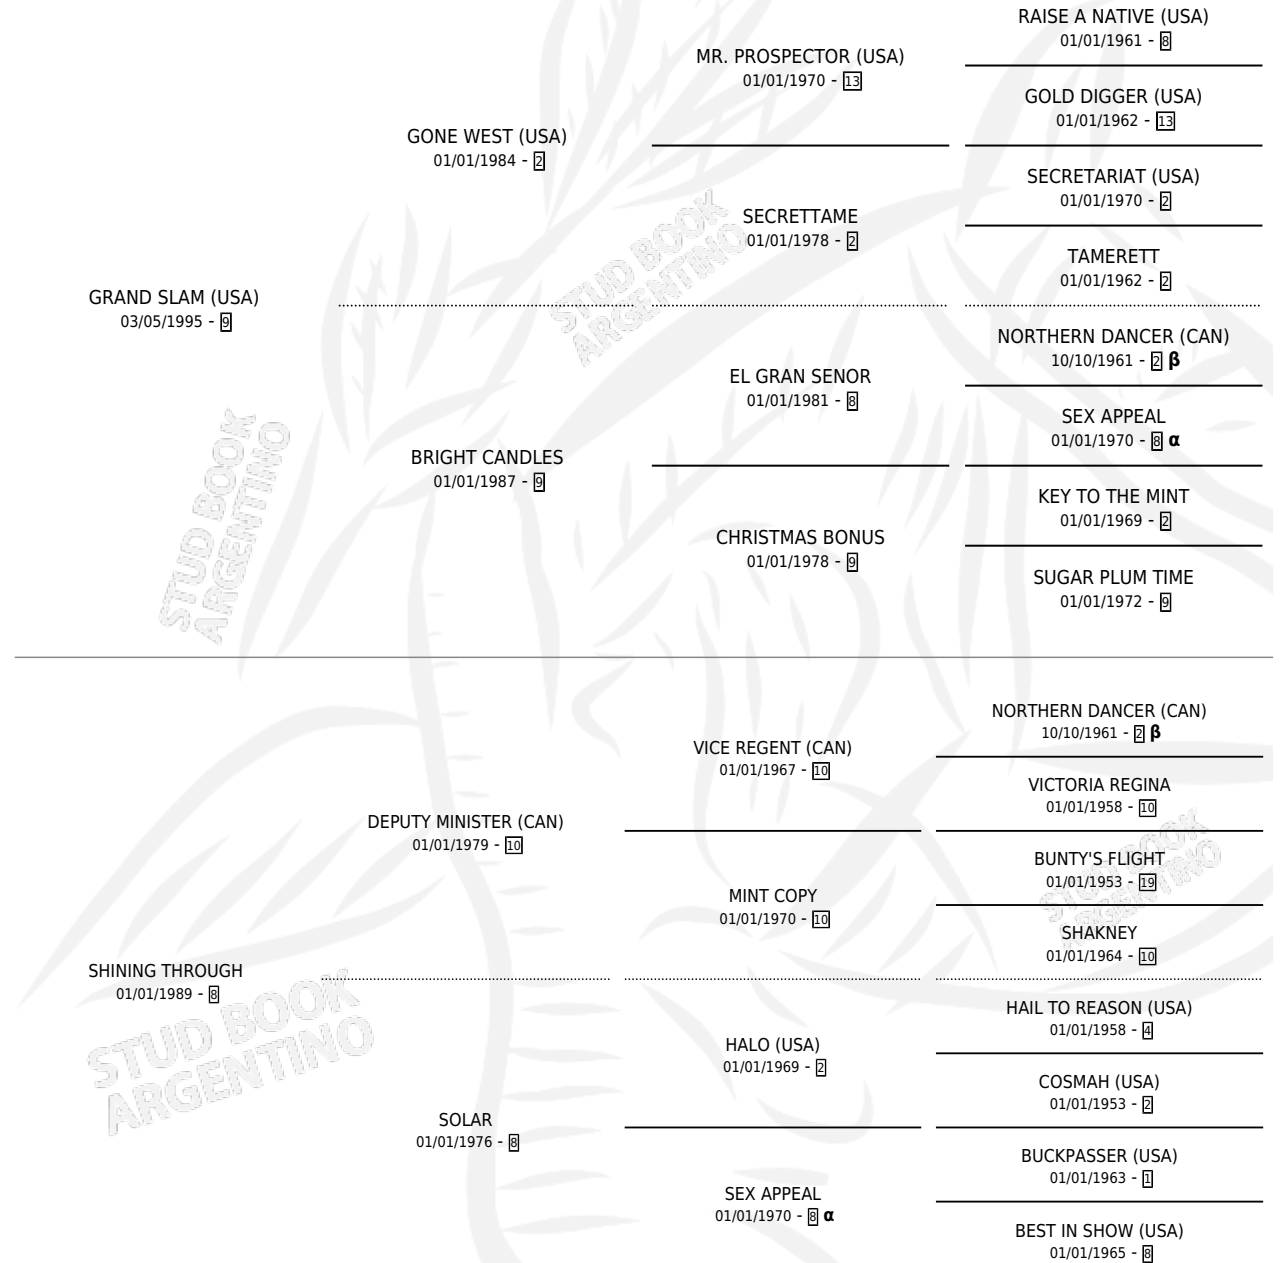 RAISE A NATIVE (USA)
01/01/1961 - 8
MR. PROSPECTOR (USA)
01/01/1970 - 13
GOLD DIGGER (USA)
01/01/1962 - 13
GONE WEST (USA)
01/01/1984 - 2
SECRETARIAT (USA)
01/01/1970 - 2
SECRETTAME
01/01/1978 - 2
TAMERETT
01/01/1962 - 2
GRAND SLAM (USA)
03/05/1995 - 9
NORTHERN DANCER (CAN)
10/10/1961 - 2 β
EL GRAN SENOR
01/01/1981 - 8
SEX APPEAL
01/01/1970 - 8 α
BRIGHT CANDLES
01/01/1987 - 9
KEY TO THE MINT
01/01/1969 - 2
CHRISTMAS BONUS
01/01/1978 - 9
SUGAR PLUM TIME
01/01/1972 - 9
NORTHERN DANCER (CAN)
10/10/1961 - 2 β
VICE REGENT (CAN)
01/01/1967 - 10
VICTORIA REGINA
01/01/1958 - 10
DEPUTY MINISTER (CAN)
01/01/1979 - 10
BUNTY'S FLIGHT
01/01/1953 - 19
MINT COPY
01/01/1970 - 10
SHAKNEY
01/01/1964 - 10
SHINING THROUGH
01/01/1989 - 8
HAIL TO REASON (USA)
01/01/1958 - 4
HALO (USA)
01/01/1969 - 2
COSMAH (USA)
01/01/1953 - 2
SOLAR
01/01/1976 - 8
BUCKPASSER (USA)
01/01/1963 - 1
SEX APPEAL
01/01/1970 - 8 α
BEST IN SHOW (USA)
01/01/1965 - 8
STUD BOOK
ARGENTINO
STUD BOOK
ARGENTINO
STUD BOOK
ARGENTINO
STUD BOOK
ARGENTINO